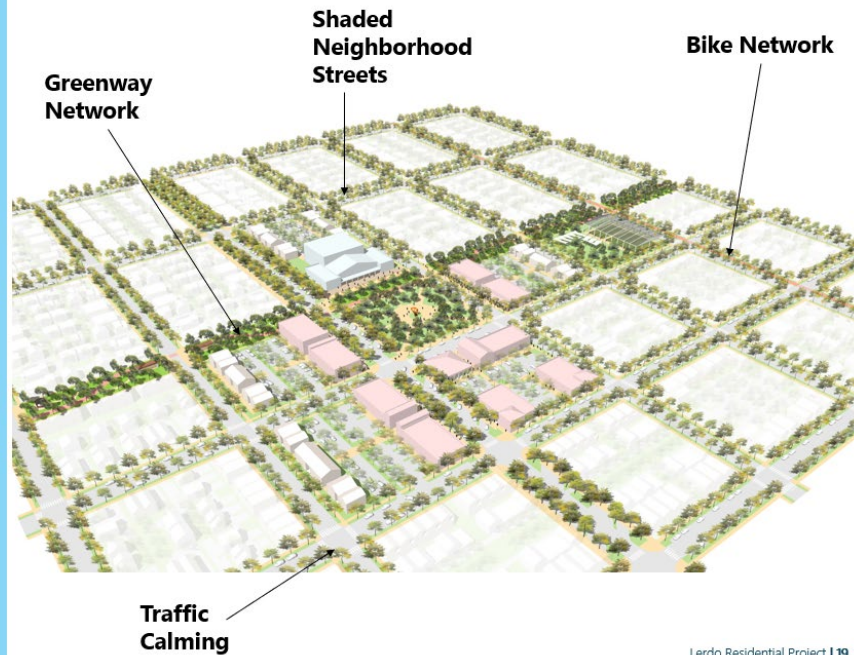 Shaded
Neighborhood
Streets
Bike Network
Greenway
Network
Traffic
Calming
Lerdo Residential Project | 19